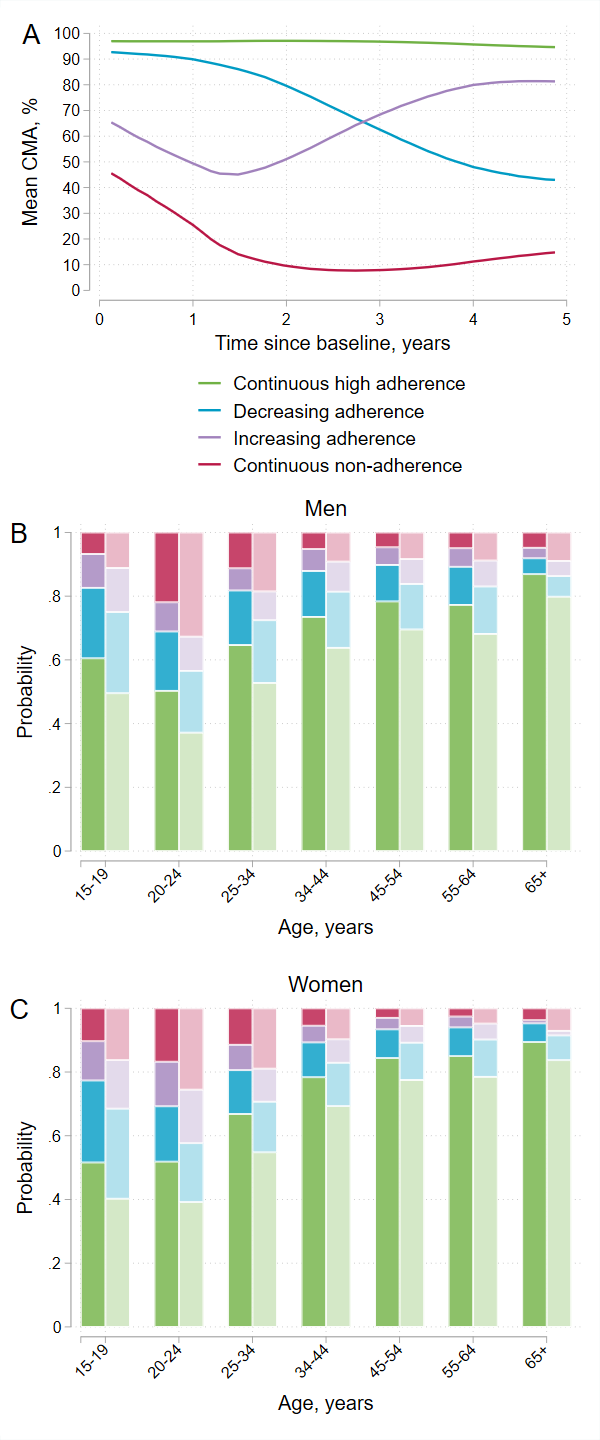 A
Mean CMA, %
100
90
80
70
60
50
40
30
20
10
0
0 1 2 3 4 5
Time since baseline, years
Continuous high adherence
Decreasing adherence
Increasing adherence
Continuous non-adherence
B
Men
Probability
1
.8
.6
.4
.2
0
15-19 20-24 25-34 34-44 45-54 55-64 65+
Age, years
C
Women
Probability
1
.8
.6
.4
.2
0
15-19 20-24 25-34 34-44 45-54 55-64 65+
Age, years